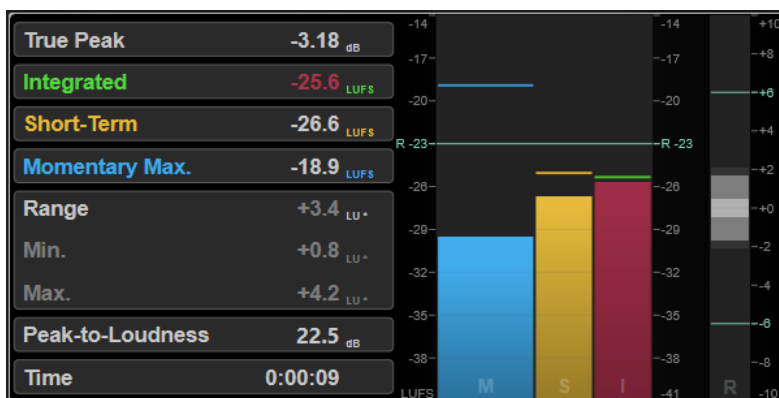 True Peak -3.18 dB
Integrated -25.6 LUFS
Short-Term -26.6 LUFS
Momentary Max. -18.9 LUFS
Range +3.4 LU*
Min. +0.8 LU*
Max. +4.2 LU*
Peak-to-Loudness 22.5 dB
Time 0:00:09
-14 -14 +10
-17 -17 +8
-20 -20 +6
R -23 R -23 +4
-26 -26 +2
-29 -29 +0
-32 -32 -2
-35 -35 -6
-38 -38 -8
LUFS M S I -41 R -10